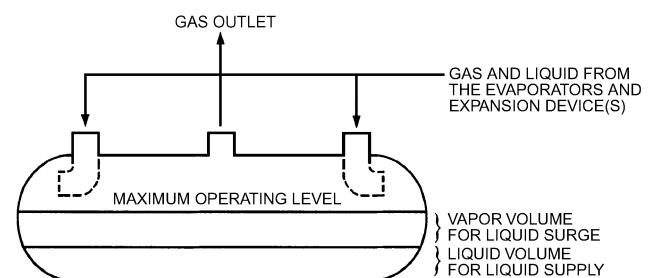 GAS OUTLET
GAS AND LIQUID FROM
THE EVAPORATORS AND
EXPANSION DEVICE(S)
MAXIMUM OPERATING LEVEL
VAPOR VOLUME
FOR LIQUID SURGE
LIQUID VOLUME
FOR LIQUID SUPPLY